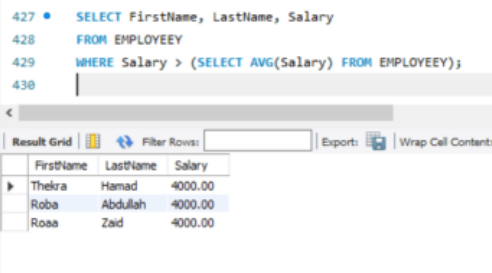 427 SELECT FirstName, LastName, Salary
428 FROM EMPLOYEEY
429 WHERE Salary > (SELECT AVG(Salary) FROM EMPLOYEEY);
430
Result Grid Filter Rows: Export: Wrap Cell Content:
FirstName LastName Salary
Thekra Hamad 4000.00
Roba Abdullah 4000.00
Roaa Zaid 4000.00